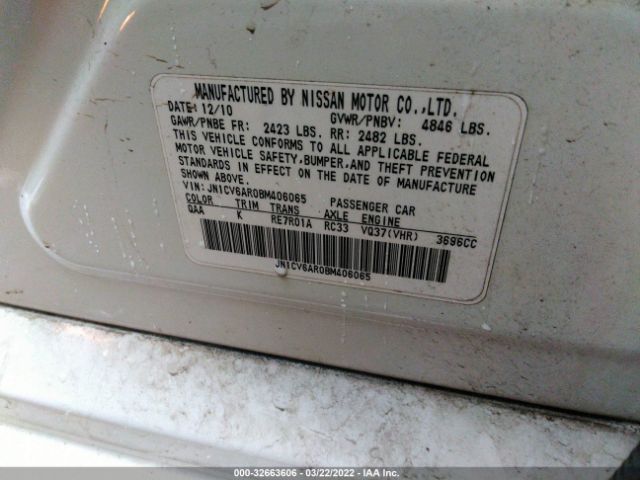 MANUFACTURED BY NISSAN MOTOR CO.,LTD.
DATE: 12/10 GVWR/PNBV: 4846 LBS.
GAWR/PNBE FR: 2423 LBS. RR: 2482 LBS.
THIS VEHICLE CONFORMS TO ALL APPLICABLE FEDERAL
MOTOR VEHICLE SAFETY,BUMPER,AND THEFT PREVENTION
STANDARDS IN EFFECT ON THE DATE OF MANUFACTURE
SHOWN ABOVE.
VIN: JN1CV6AR0BM406065 PASSENGER CAR
COLOR TRIM TRANS AXLE ENGINE
QAA K RE7R01A RC33 VQ37(VHR) 3696CC
JN1CV6AR0BM406065
000-32663606 - 03/22/2022 - IAA Inc.